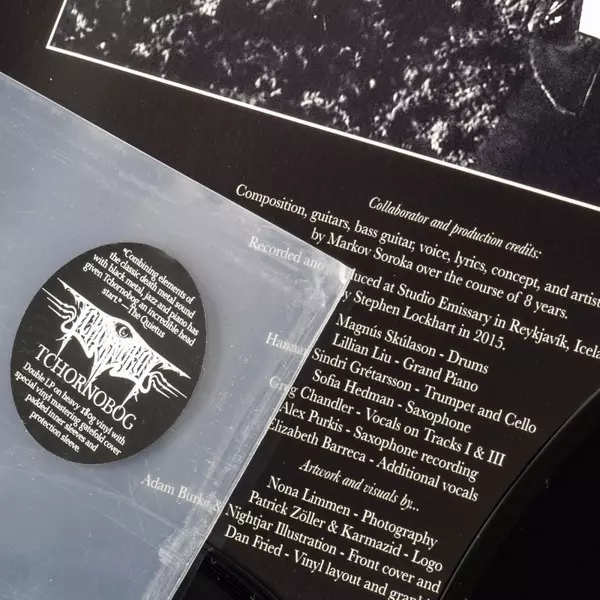 Collaborator and production credits:
Composition, guitars, bass guitar, voice, lyrics, concept, and artis
by Markov Soroka over the course of 8 years.
Recorded and duced at Studio Emissary in Reykjavík, Icela
y Stephen Lockhart in 2015.
Magnús Skúlason - Drums
Lillian Liu - Grand Piano
Sindri Grétarsson - Trumpet and Cello
Sofia Hedman - Saxophone
Greg Chandler - Vocals on Tracks I & III
Alex Purkis - Saxophone recording
Elizabeth Barreca - Additional vocals
Artwork and visuals by...
Nona Limmen - Photography
Patrick Zöller & Karmazid - Logo
Adam Burke & Nightjar Illustration - Front cover and
Dan Fried - Vinyl layout and graphi
"Combining elements of
the classic death metal sound
with black metal, jazz and piano has
given Tchornobog an incredible head
start." - The Quietus
TCHORNOBOG
Double LP on heavy 180g vinyl with
special vinyl mastering gatefold cover
padded inner sleeves and
protection sleeve.